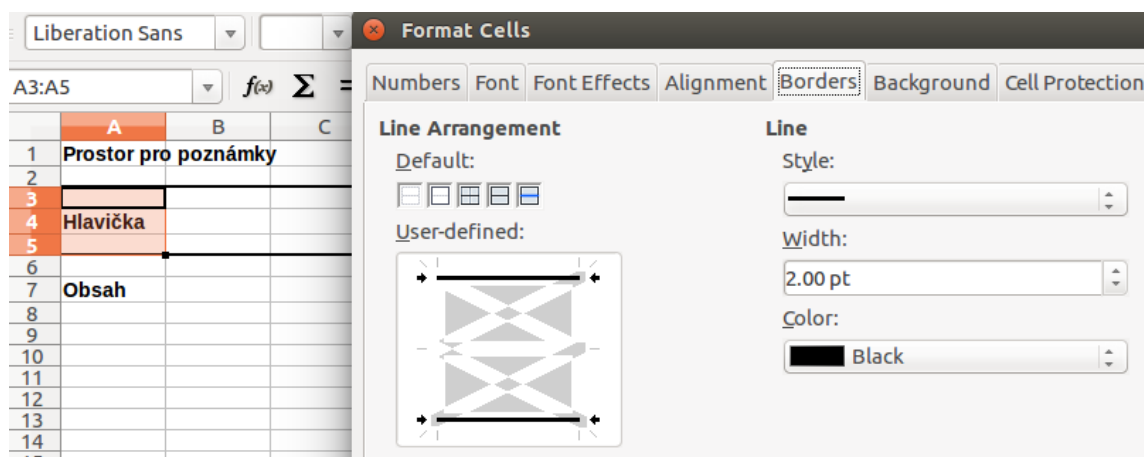 Liberation Sans
Format Cells
A3:A5 f(x) Σ =
Numbers Font Font Effects Alignment Borders Background Cell Protection
A B C
1 Prostor pro poznámky
2
3
4 Hlavička
5
6
7 Obsah
8
9
10
11
12
13
14
Line Arrangement
Default:
User-defined:
Line
Style:
Width:
2.00 pt
Color:
Black